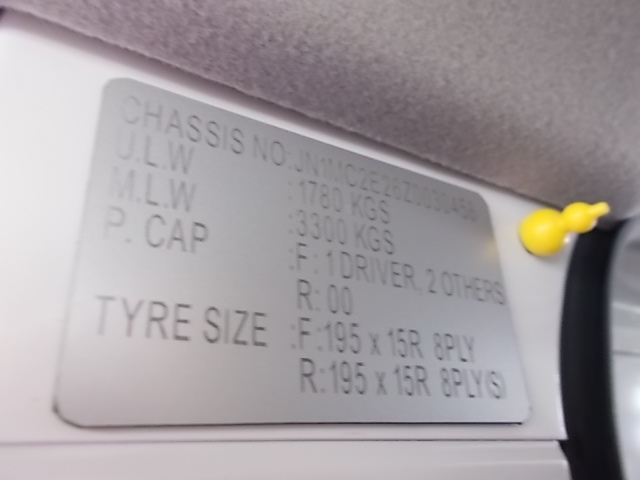 CHASSIS NO:
U.L.W :1780 KGS
M.L.W :3300 KGS
P. CAP :F: 1 DRIVER, 2 OTHERS
R: 00
TYRE SIZE :F:195 x 15R 8PLY
R:195 x 15R 8PLY(S)